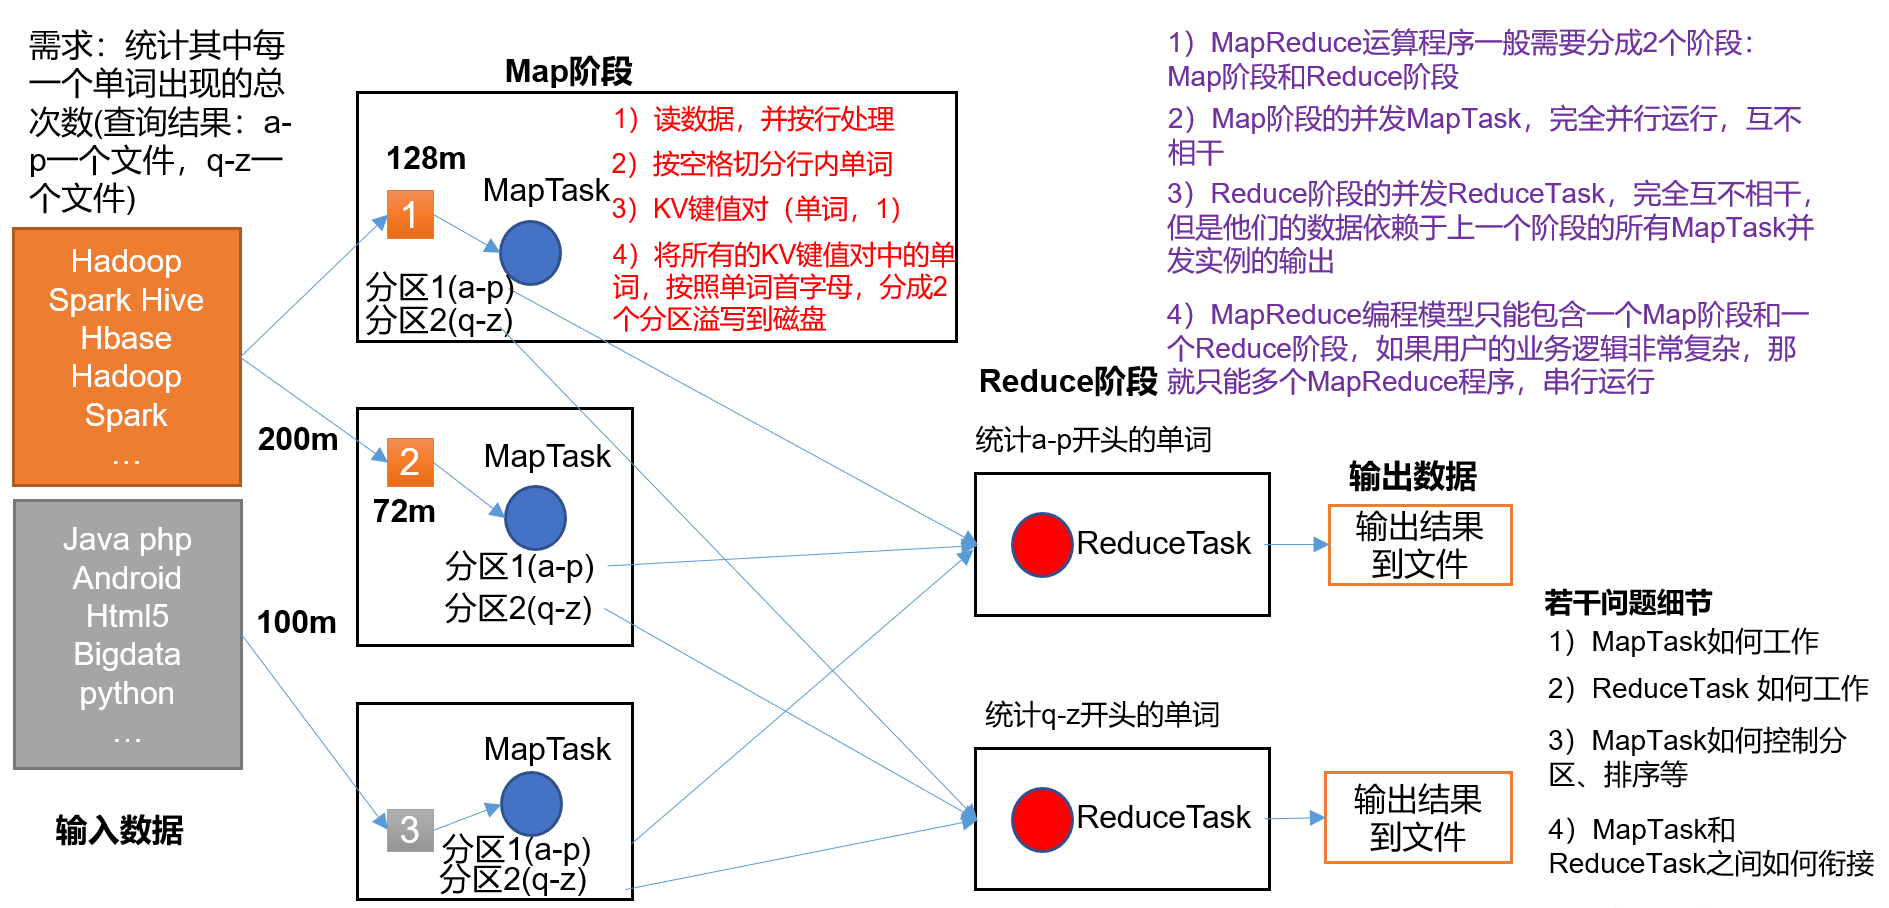 需求：统计其中每
一个单词出现的总
次数(查询结果：a-
p一个文件，q-z一
个文件)
Hadoop
Spark Hive
Hbase
Hadoop
Spark
…
200m
Java php
Android
Html5
Bigdata
python
…
100m
输入数据
Map阶段
128m
1
MapTask
分区1(a-p)
分区2(q-z)
1）读数据，并按行处理
2）按空格切分行内单词
3）KV键值对（单词，1）
4）将所有的KV键值对中的单
词，按照单词首字母，分成2
个分区溢写到磁盘
2
72m
MapTask
分区1(a-p)
分区2(q-z)
3
MapTask
分区1(a-p)
分区2(q-z)
Reduce阶段
统计a-p开头的单词
ReduceTask
统计q-z开头的单词
ReduceTask
输出数据
输出结果
到文件
输出结果
到文件
1）MapReduce运算程序一般需要分成2个阶段：
Map阶段和Reduce阶段
2）Map阶段的并发MapTask，完全并行运行，互不
相干
3）Reduce阶段的并发ReduceTask，完全互不相干，
但是他们的数据依赖于上一个阶段的所有MapTask并
发实例的输出
4）MapReduce编程模型只能包含一个Map阶段和一
个Reduce阶段，如果用户的业务逻辑非常复杂，那
就只能多个MapReduce程序，串行运行
若干问题细节
1）MapTask如何工作
2）ReduceTask 如何工作
3）MapTask如何控制分
区、排序等
4）MapTask和
ReduceTask之间如何衔接